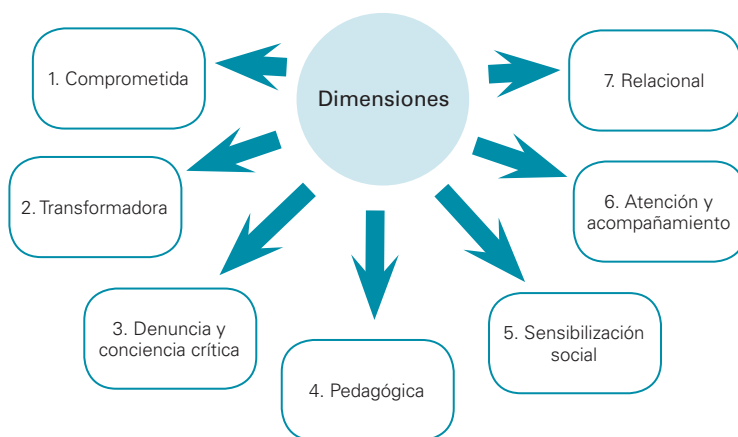 Dimensiones
1. Comprometida
2. Transformadora
3. Denuncia y
conciencia crítica
4. Pedagógica
5. Sensibilización
social
6. Atención y
acompañamiento
7. Relacional